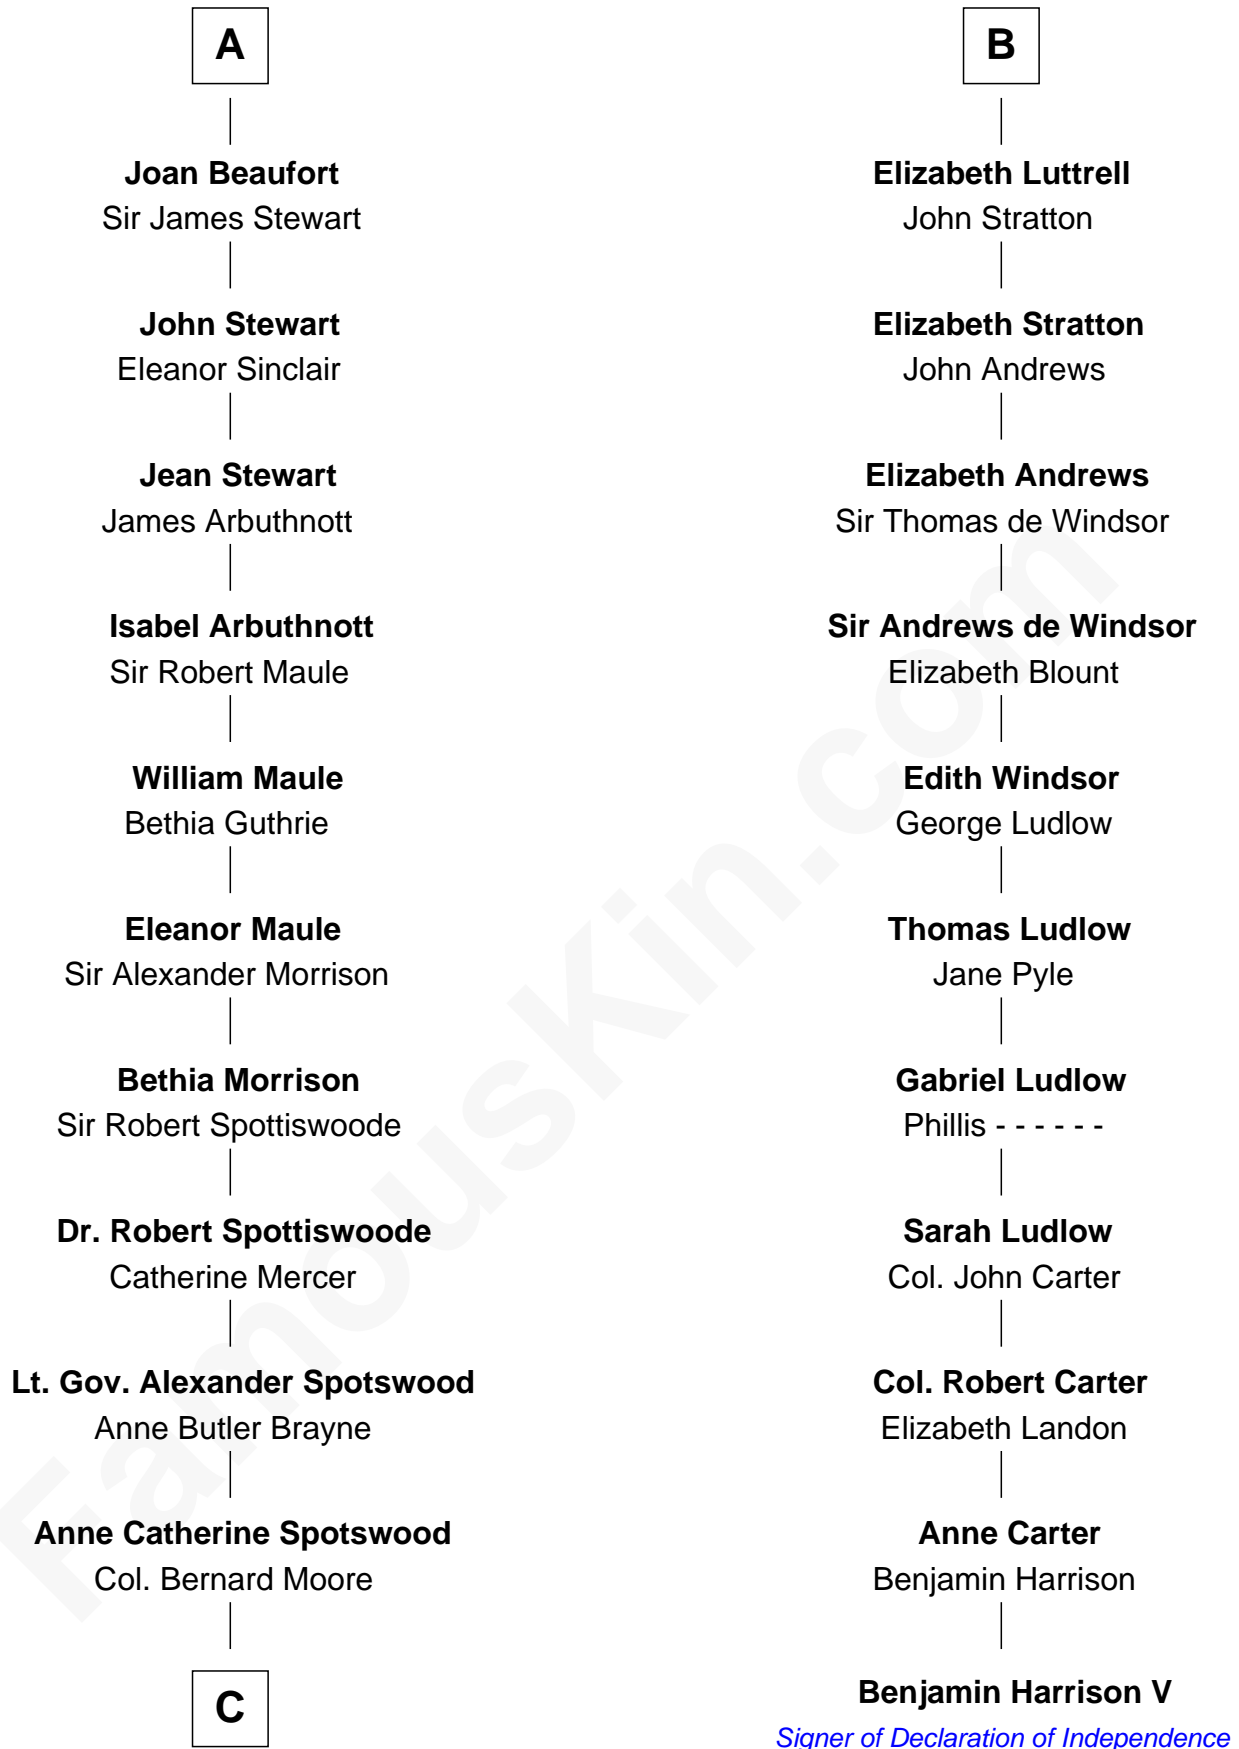 A
Joan Beaufort
Sir James Stewart
John Stewart
Eleanor Sinclair
Jean Stewart
James Arbuthnott
Isabel Arbuthnott
Sir Robert Maule
William Maule
Bethia Guthrie
Eleanor Maule
Sir Alexander Morrison
Bethia Morrison
Sir Robert Spottiswoode
Dr. Robert Spottiswoode
Catherine Mercer
Lt. Gov. Alexander Spotswood
Anne Butler Brayne
Anne Catherine Spotswood
Col. Bernard Moore
C
B
Elizabeth Luttrell
John Stratton
Elizabeth Stratton
John Andrews
Elizabeth Andrews
Sir Thomas de Windsor
Sir Andrews de Windsor
Elizabeth Blount
Edith Windsor
George Ludlow
Thomas Ludlow
Jane Pyle
Gabriel Ludlow
Phillis - - - - - -
Sarah Ludlow
Col. John Carter
Col. Robert Carter
Elizabeth Landon
Anne Carter
Benjamin Harrison
Benjamin Harrison V
Signer of Declaration of Independence
FamousKin.com